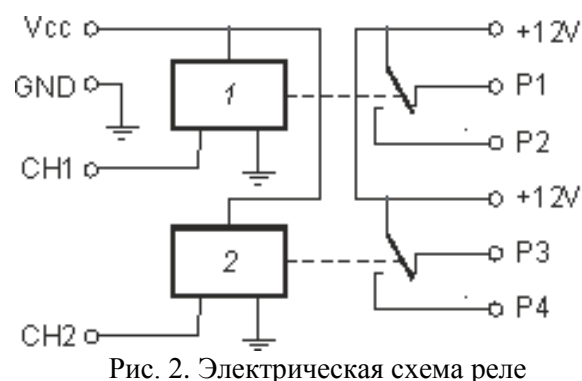 Vcc +12V
GND 1 P1
P2
CH1
+12V
2 P3
P4
CH2
Рис. 2. Электрическая схема реле